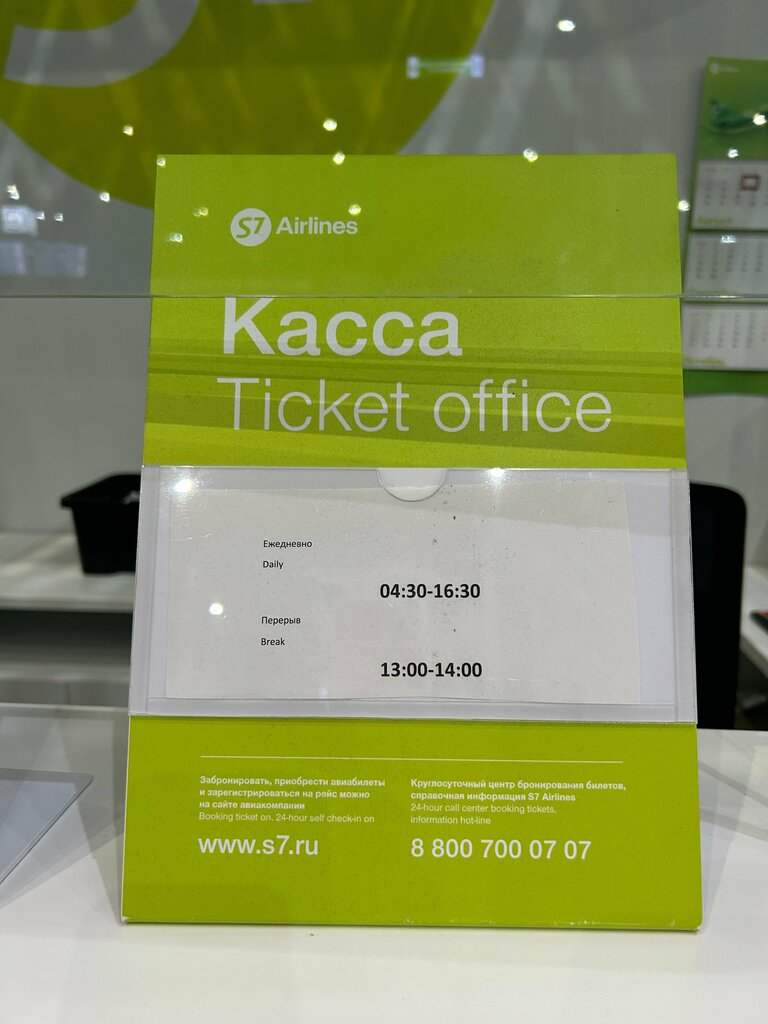 S7 Airlines
Касса
Ticket office
Ежедневно
Daily
04:30-16:30
Перерыв
Break
13:00-14:00
Забронировать, приобрести авиабилеты
и зарегистрироваться на рейс можно
на сайте авиакомпании
Booking ticket on, 24-hour self check-in on
www.s7.ru
Круглосуточный центр бронирования билетов,
справочная информация S7 Airlines
24-hour call center booking tickets,
information hot-line
8 800 700 07 07